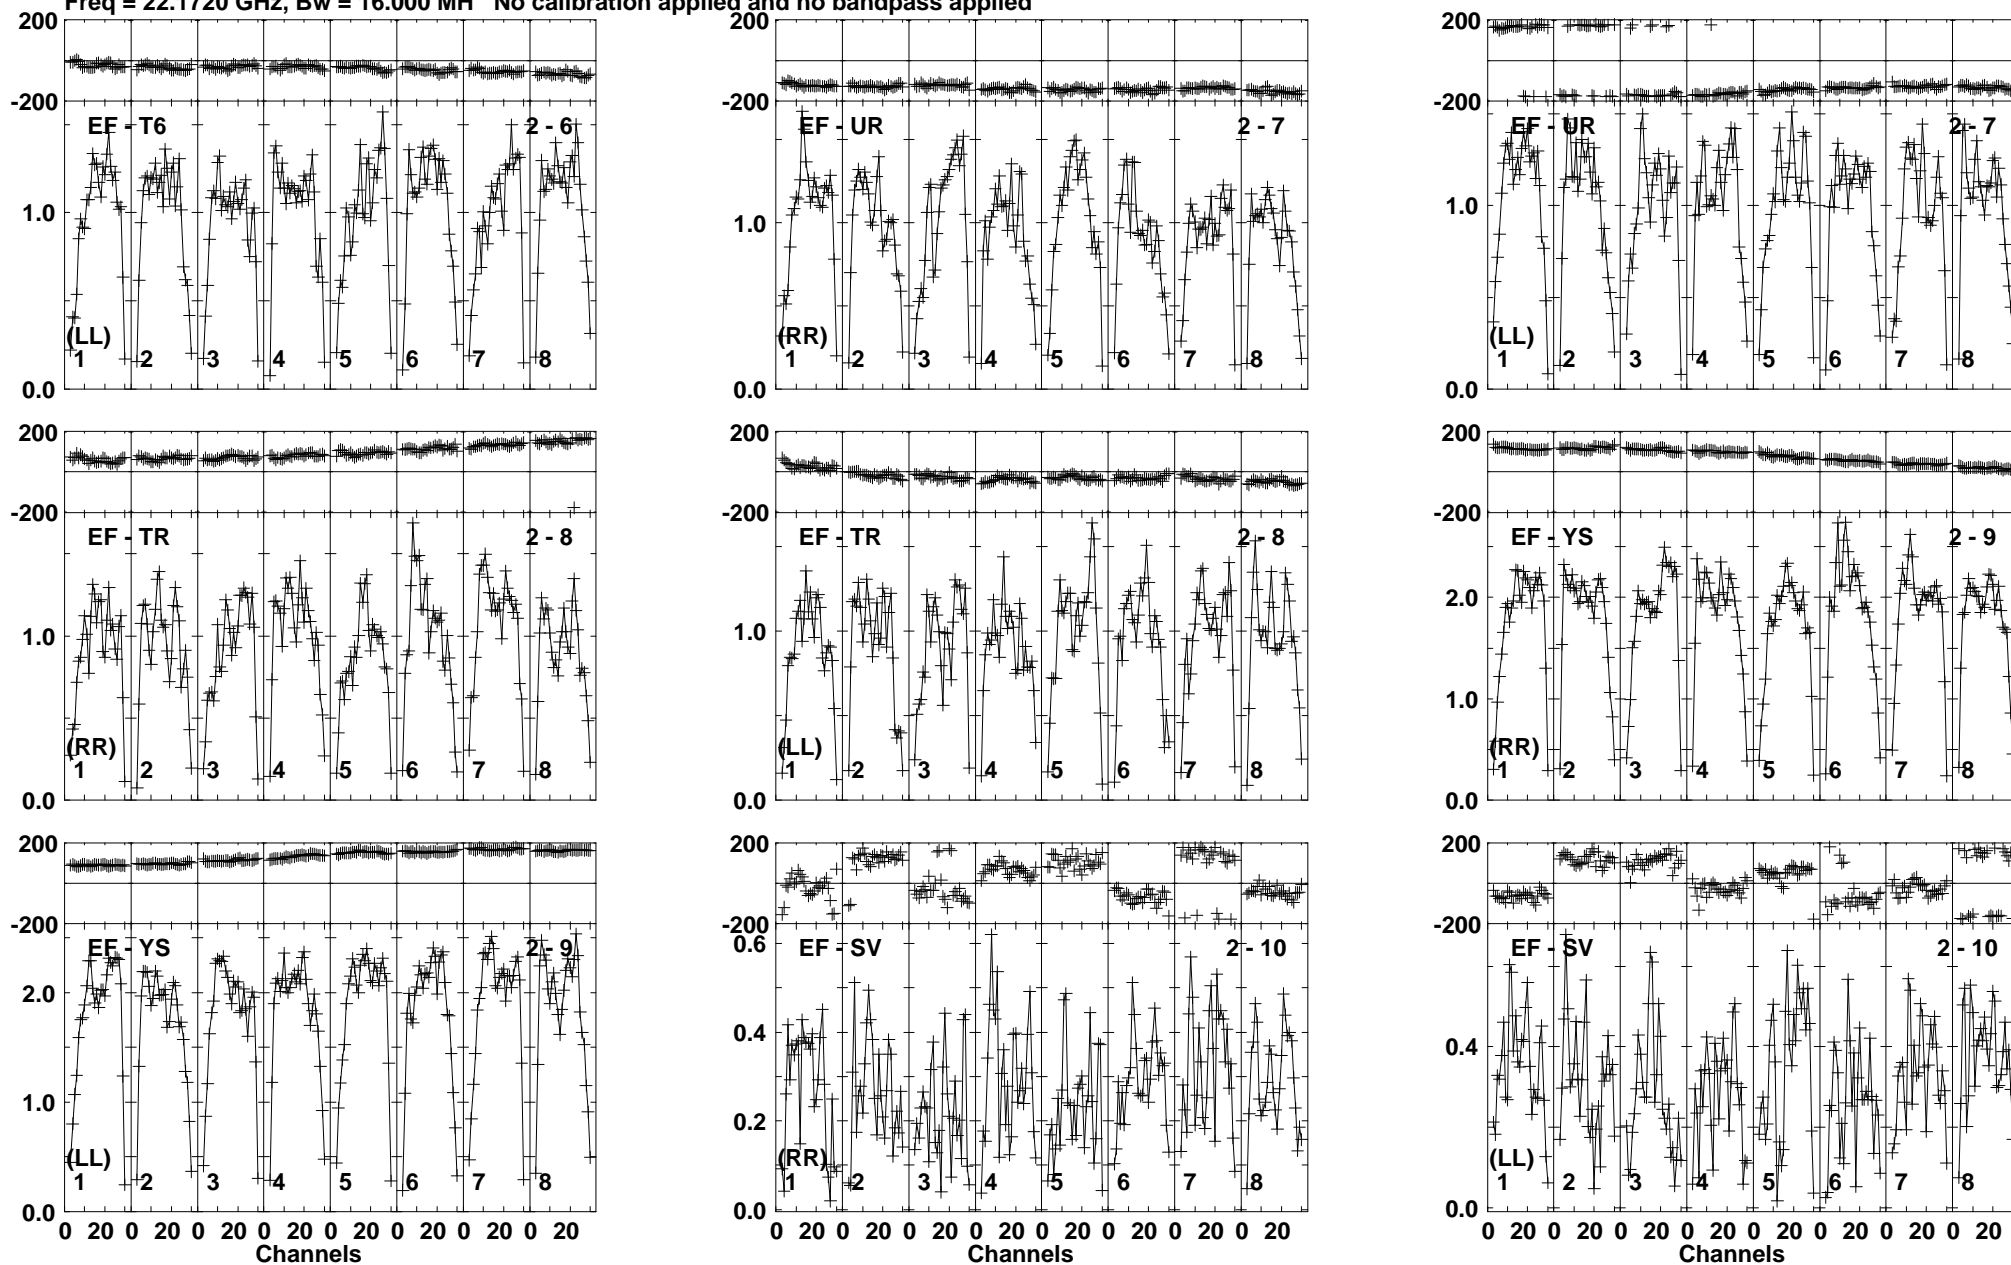 Freq = 22.1720 GHz, Bw = 16.000 MH No calibration applied and no bandpass applied
200 200 200
-200 -200 -200
EF - T6 2 - 6 EF - UR 2 - 7 EF - UR 2 - 7
1.0 1.0 1.0
(LL) (RR) (LL)
1 2 3 4 5 6 7 8 1 2 3 4 5 6 7 8 1 2 3 4 5 6 7 8
0.0 0.0 0.0
200 200 200
-200 -200 -200
EF - TR 2 - 8 EF - TR 2 - 8 EF - YS 2 - 9
2.0
1.0 1.0 1.0
(RR) (LL) (RR)
1 2 3 4 5 6 7 8 1 2 3 4 5 6 7 8 1 2 3 4 5 6 7 8
0.0 0.0 0.0
200 200 200
-200 -200 -200
EF - YS 2 - 9 0.6 EF - SV 2 - 10 EF - SV 2 - 10
2.0 0.4 0.4
1.0 0.2
(LL) (RR) (LL)
1 2 3 4 5 6 7 8 1 2 3 4 5 6 7 8 1 2 3 4 5 6 7 8
0.0 0.0 0.0
0 20 0 20 0 20 0 20 0 20 0 20 0 20 0 20 0 20 0 20 0 20 0 20 0 20 0 20 0 20 0 20 0 20 0 20 0 20 0 20 0 20 0 20 0 20 0 20
Channels Channels Channels